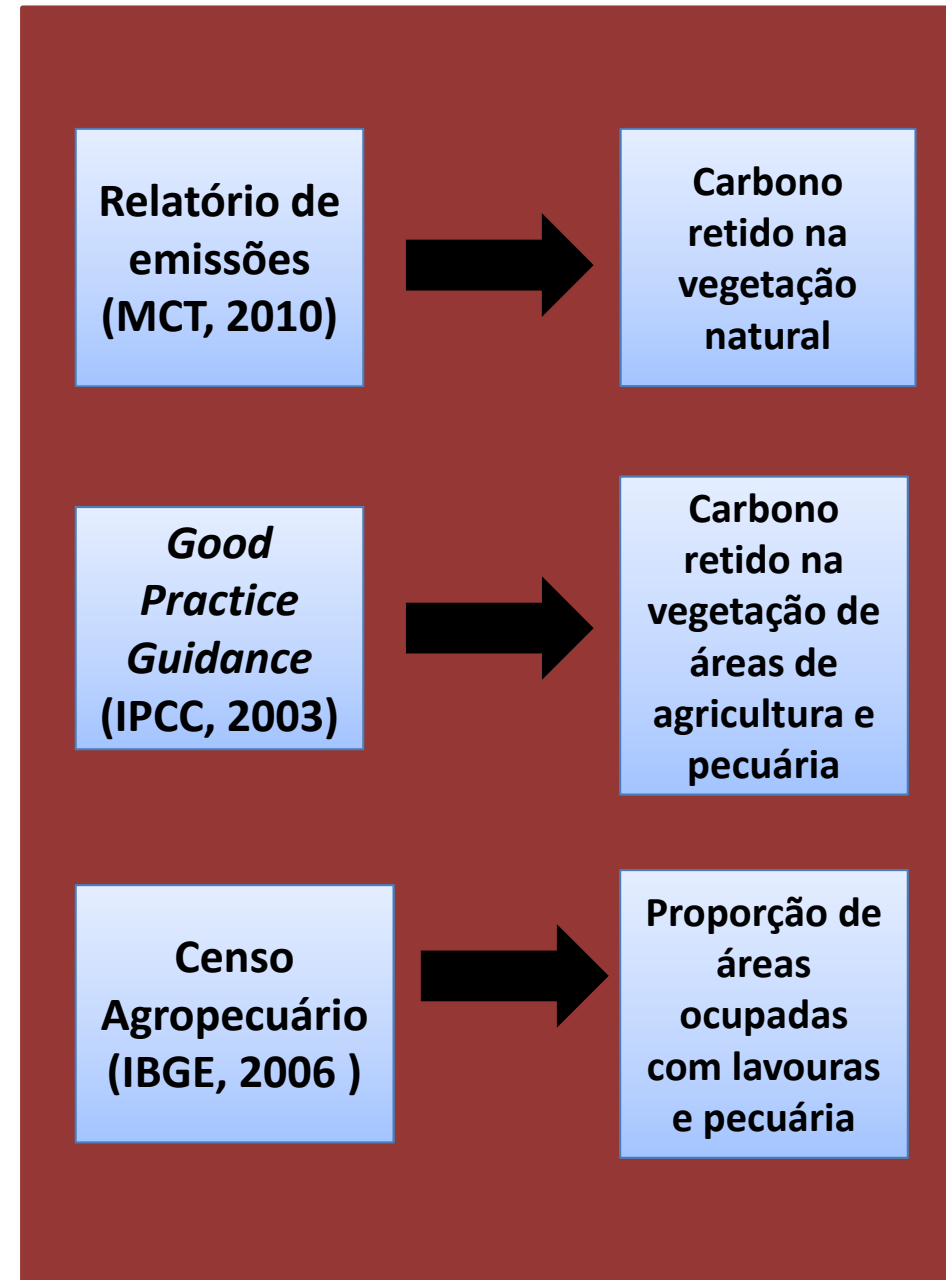 Relatório de
emissões
(MCT, 2010)
Carbono
retido na
vegetação
natural
Good
Practice
Guidance
(IPCC, 2003)
Carbono
retido na
vegetação de
áreas de
agricultura e
pecuária
Censo
Agropecuário
(IBGE, 2006 )
Proporção de
áreas
ocupadas
com lavouras
e pecuária